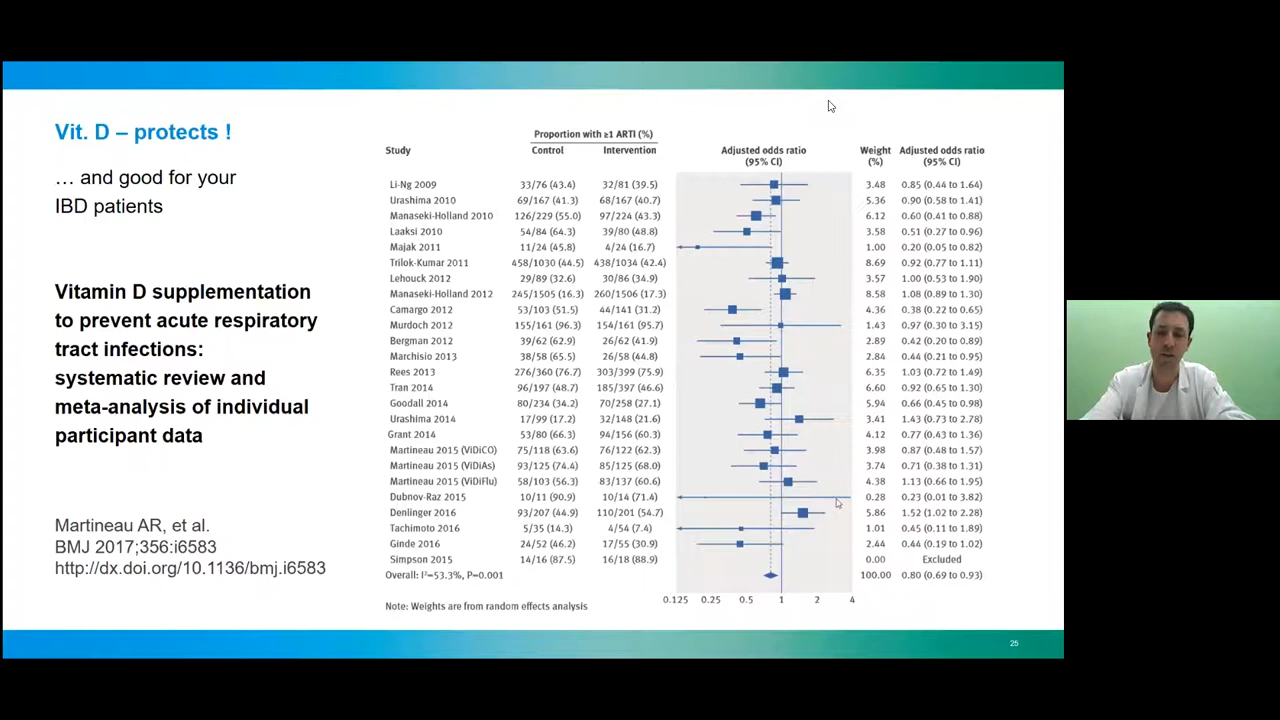 Vit. D – protects !
… and good for your
IBD patients
Vitamin D supplementation
to prevent acute respiratory
tract infections:
systematic review and
meta-analysis of individual
participant data
Martineau AR, et al.
BMJ 2017;356:i6583
http://dx.doi.org/10.1136/bmj.i6583
Proportion with ≥1 ARTI (%)
Study Control Intervention Adjusted odds ratio (95% CI) Weight (%) Adjusted odds ratio (95% CI)
Li-Ng 2009 33/76 (43.4) 32/81 (39.5) 3.48 0.85 (0.44 to 1.64)
Urashima 2010 69/167 (41.3) 68/167 (40.7) 5.36 0.90 (0.58 to 1.41)
Manaseki-Holland 2010 126/229 (55.0) 97/224 (43.3) 6.12 0.60 (0.41 to 0.88)
Laaksi 2010 54/84 (64.3) 39/80 (48.8) 3.58 0.51 (0.27 to 0.96)
Majak 2011 11/24 (45.8) 4/24 (16.7) 1.00 0.20 (0.05 to 0.82)
Trilok-Kumar 2011 458/1030 (44.5) 438/1034 (42.4) 8.69 0.92 (0.77 to 1.11)
Lehouck 2012 29/89 (32.6) 30/86 (34.9) 3.57 1.00 (0.53 to 1.90)
Manaseki-Holland 2012 245/1505 (16.3) 260/1506 (17.3) 8.58 1.08 (0.89 to 1.30)
Camargo 2012 53/103 (51.5) 44/141 (31.2) 4.36 0.38 (0.22 to 0.65)
Murdoch 2012 155/161 (96.3) 154/161 (95.7) 1.43 0.97 (0.30 to 3.15)
Bergman 2012 39/62 (62.9) 26/62 (41.9) 2.89 0.42 (0.20 to 0.89)
Marchisio 2013 38/58 (65.5) 26/58 (44.8) 2.84 0.44 (0.21 to 0.95)
Rees 2013 276/360 (76.7) 303/399 (75.9) 6.35 1.03 (0.72 to 1.49)
Tran 2014 96/197 (48.7) 185/397 (46.6) 6.60 0.92 (0.65 to 1.30)
Goodall 2014 80/234 (34.2) 70/258 (27.1) 5.94 0.66 (0.45 to 0.98)
Urashima 2014 17/99 (17.2) 32/148 (21.6) 3.41 1.43 (0.73 to 2.78)
Grant 2014 53/80 (66.3) 94/156 (60.3) 4.12 0.77 (0.43 to 1.36)
Martineau 2015 (ViDiCO) 75/118 (63.6) 76/122 (62.3) 3.98 0.87 (0.48 to 1.57)
Martineau 2015 (ViDiAs) 93/125 (74.4) 85/125 (68.0) 3.74 0.71 (0.38 to 1.31)
Martineau 2015 (ViDiFlu) 58/103 (56.3) 83/137 (60.6) 4.38 1.13 (0.66 to 1.95)
Dubnov-Raz 2015 10/11 (90.9) 10/14 (71.4) 0.28 0.23 (0.01 to 3.82)
Denlinger 2016 93/207 (44.9) 110/201 (54.7) 5.86 1.52 (1.02 to 2.28)
Tachimoto 2016 5/35 (14.3) 4/54 (7.4) 1.01 0.45 (0.11 to 1.89)
Ginde 2016 24/52 (46.2) 17/55 (30.9) 2.44 0.44 (0.19 to 1.02)
Simpson 2015 14/16 (87.5) 16/18 (88.9) 0.00 Excluded
Overall: I²=53.3%, P=0.001 100.00 0.80 (0.69 to 0.93)
0.125 0.25 0.5 1 2 4
Note: Weights are from random effects analysis
25